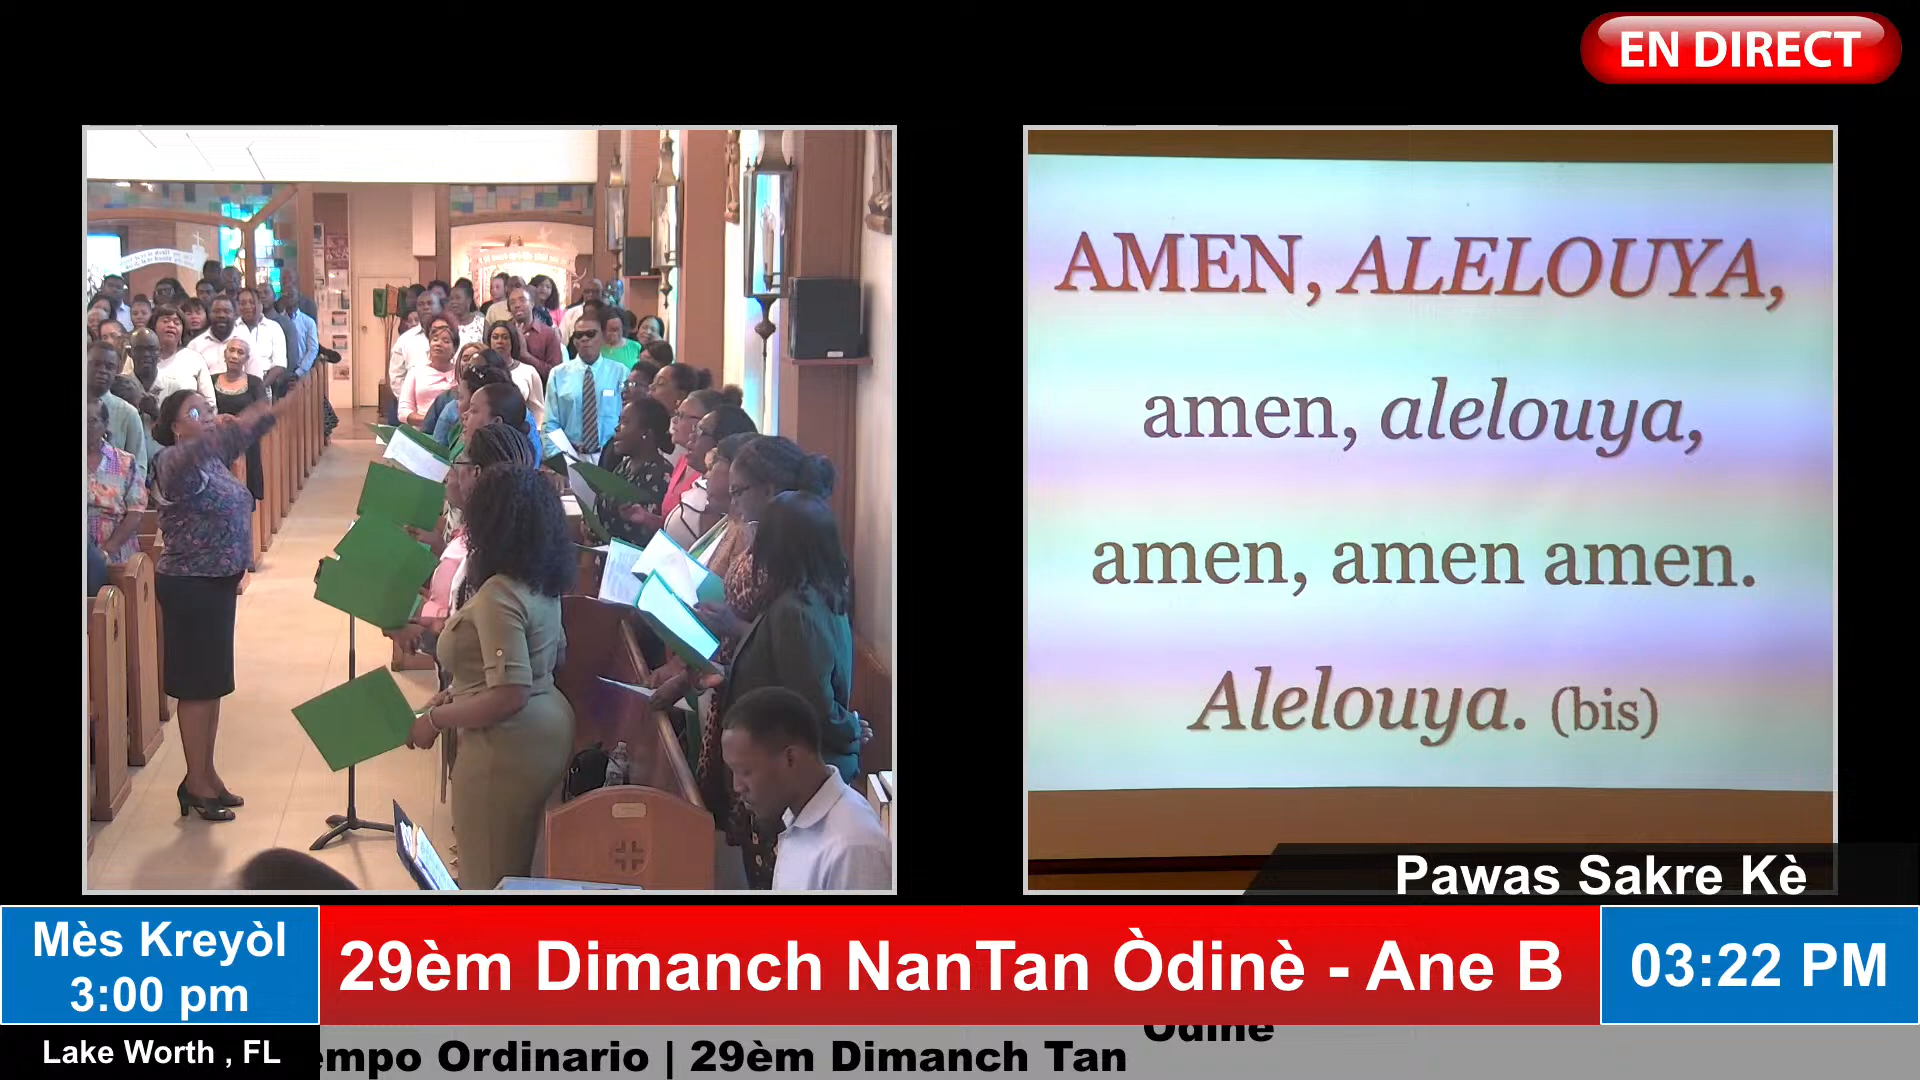 EN DIRECT
AMEN, ALELOUYA,
amen, alelouya,
amen, amen amen.
Alelouya. (bis)
Pawas Sakre Kè
Mès Kreyòl
3:00 pm
29èm Dimanch NanTan Òdinè - Ane B
03:22 PM
Lake Worth , FL
empo Ordinario | 29èm Dimanch Tan